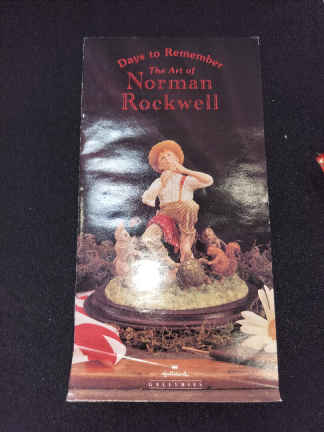 Days to Remember
The Art of
Norman
Rockwell
Hallmark
GALLERIES